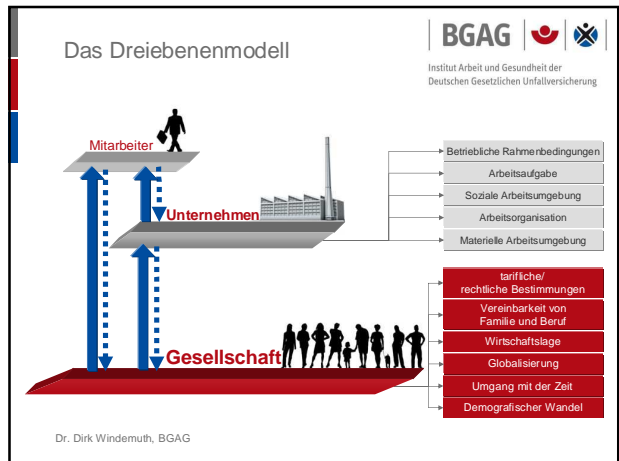 Das Dreiebenenmodell
BGAG
Institut Arbeit und Gesundheit der
Deutschen Gesetzlichen Unfallversicherung
Mitarbeiter
Unternehmen
Gesellschaft
Betriebliche Rahmenbedingungen
Arbeitsaufgabe
Soziale Arbeitsumgebung
Arbeitsorganisation
Materielle Arbeitsumgebung
tarifliche/
rechtliche Bestimmungen
Vereinbarkeit von
Familie und Beruf
Wirtschaftslage
Globalisierung
Umgang mit der Zeit
Demografischer Wandel
Dr. Dirk Windemuth, BGAG